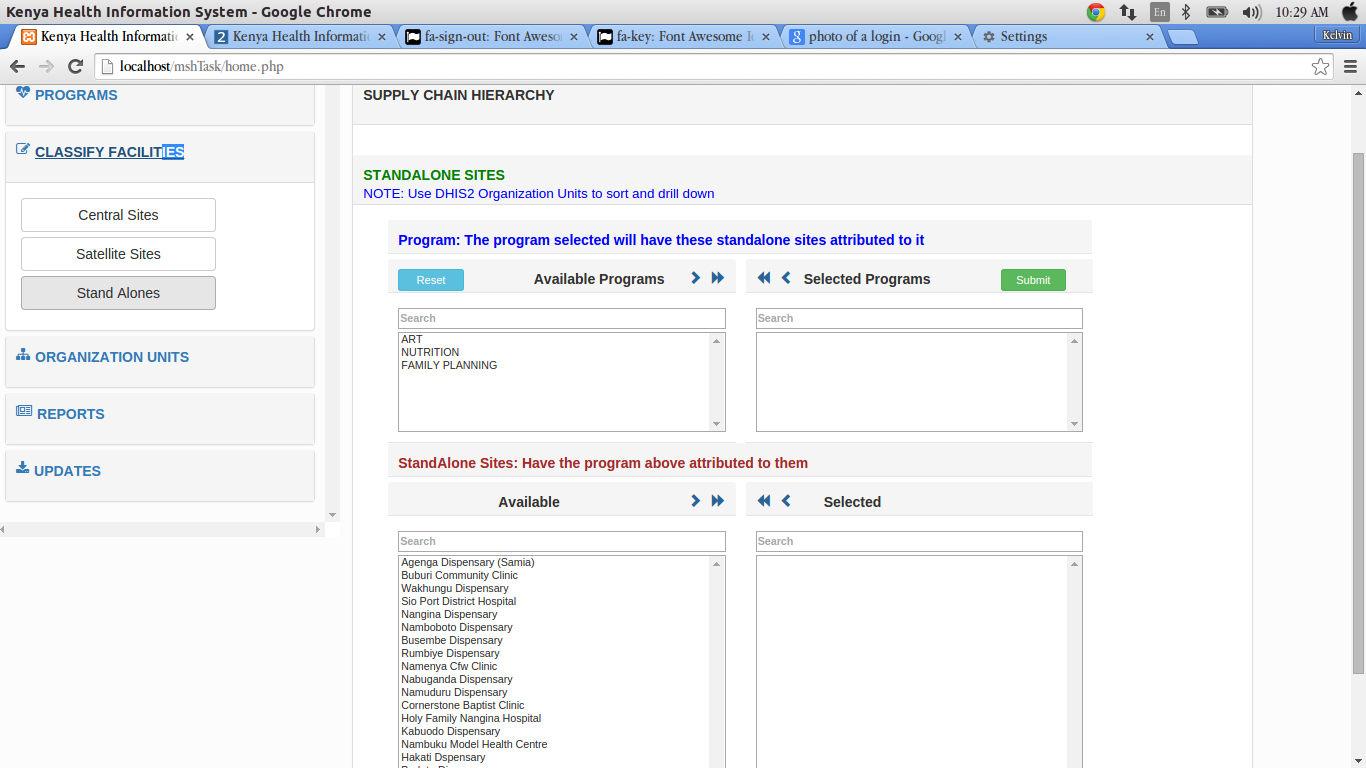 Kenya Health Information System - Google Chrome
En
10:29 AM
Kenya Health Informati
Kenya Health Informati
fa-sign-out: Font Aweso
fa-key: Font Awesome I
photo of a login - Googl
Settings
Kelvin
localhost/mshTask/home.php
PROGRAMS
CLASSIFY FACILITIES
Central Sites
Satellite Sites
Stand Alones
ORGANIZATION UNITS
REPORTS
UPDATES
SUPPLY CHAIN HIERARCHY
STANDALONE SITES
NOTE: Use DHIS2 Organization Units to sort and drill down
Program: The program selected will have these standalone sites attributed to it
Reset
Available Programs
Selected Programs
Submit
Search
Search
ART
NUTRITION
FAMILY PLANNING
StandAlone Sites: Have the program above attributed to them
Available
Selected
Search
Search
Agenga Dispensary (Samia)
Buburi Community Clinic
Wakhungu Dispensary
Sio Port District Hospital
Nangina Dispensary
Namboboto Dispensary
Busembe Dispensary
Rumbiye Dispensary
Namenya Cfw Clinic
Nabuganda Dispensary
Namuduru Dispensary
Cornerstone Baptist Clinic
Holy Family Nangina Hospital
Kabuodo Dispensary
Nambuku Model Health Centre
Hakati Dspensary